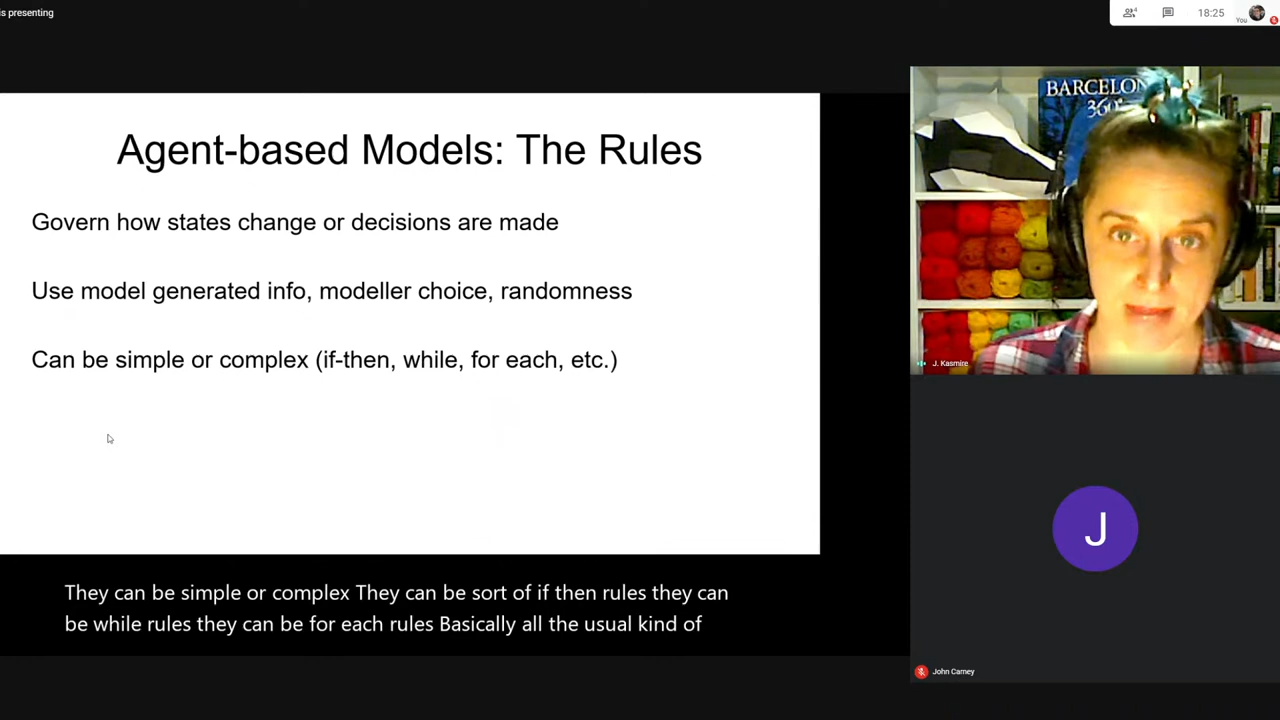 is presenting
4
18:25
You
Agent-based Models: The Rules
Govern how states change or decisions are made
Use model generated info, modeller choice, randomness
Can be simple or complex (if-then, while, for each, etc.)
They can be simple or complex They can be sort of if then rules they can
be while rules they can be for each rules Basically all the usual kind of
360°
J. Kasmire
J
John Carney